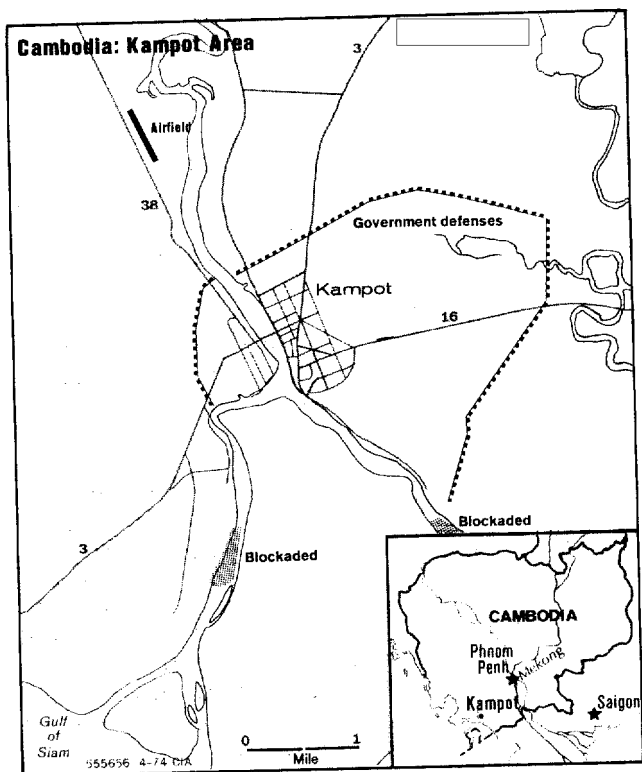 Cambodia: Kampot Area
3
Airfield
38
Government defenses
Kampot
16
Blockaded
3
Blockaded
CAMBODIA
Phnom
Penh
Mekong
Kampot
Saigon
Gulf
of
Siam
0 1
Mile
555656 4-74 CIA